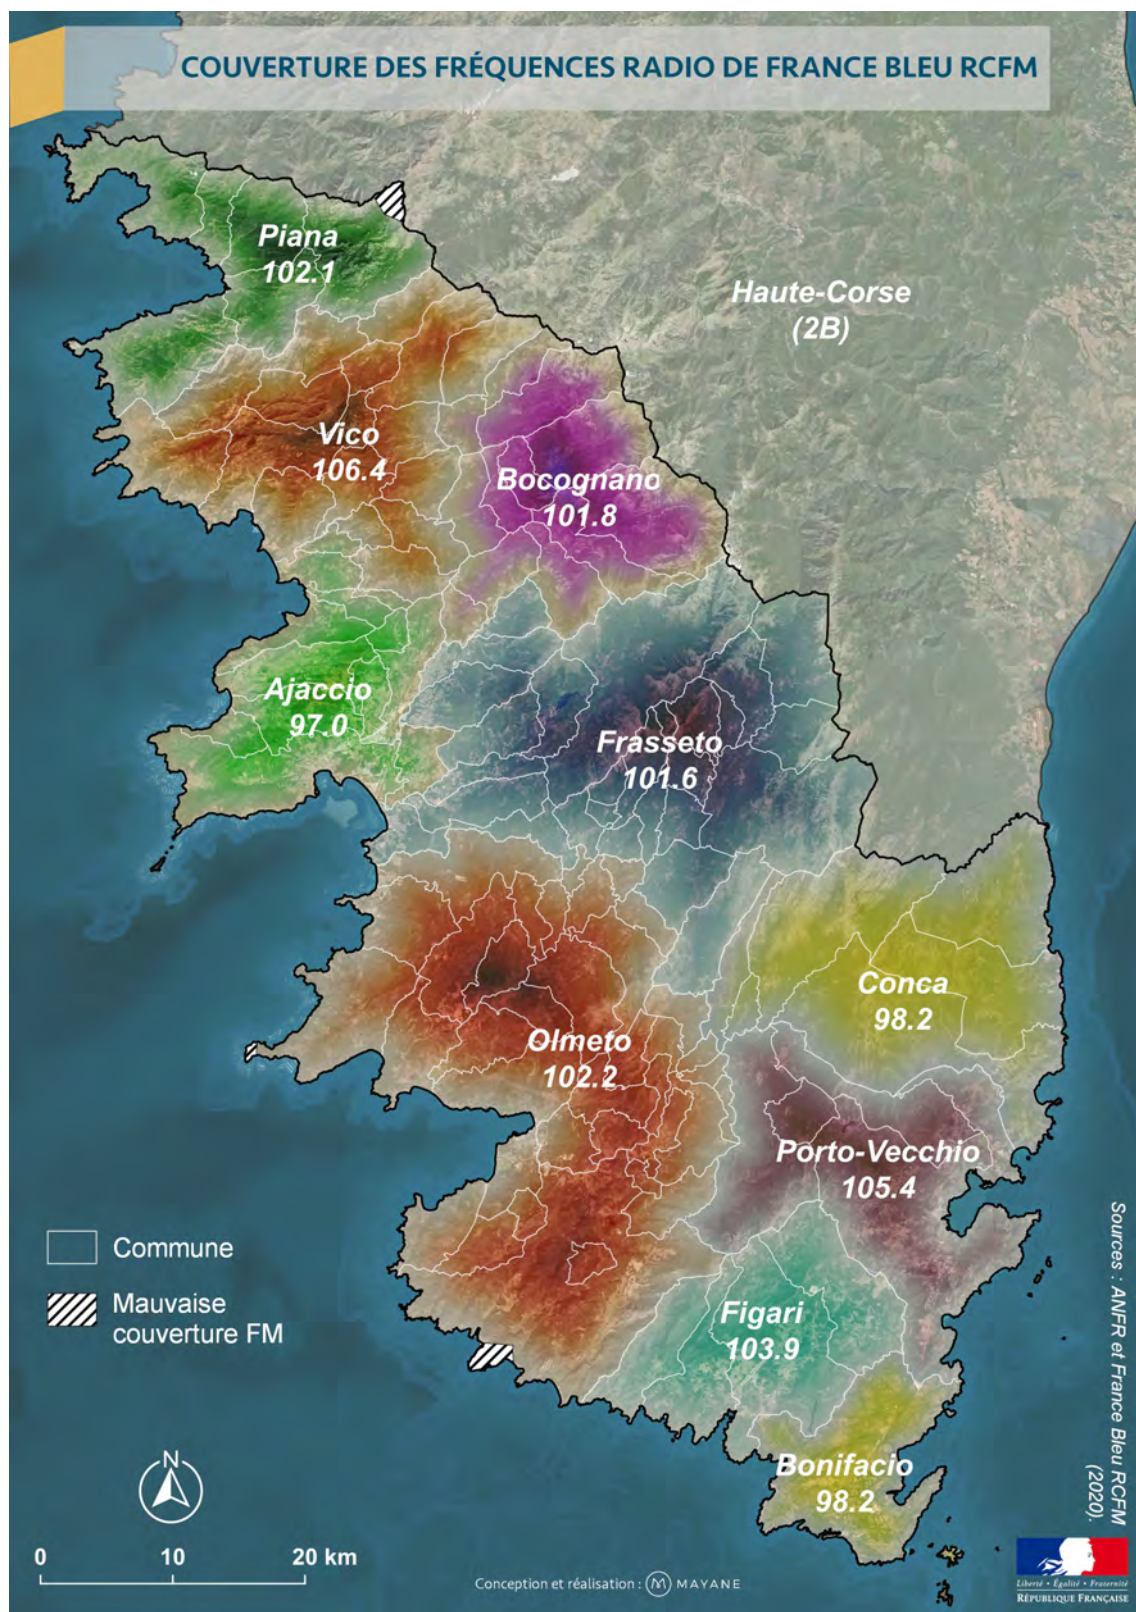 COUVERTURE DES FRÉQUENCES RADIO DE FRANCE BLEU RCFM
Piana
102.1
Haute-Corse
(2B)
Vico
106.4
Bocognano
101.8
Ajaccio
97.0
Frasseto
101.6
Conca
98.2
Olmeto
102.2
Porto-Vecchio
105.4
Figari
103.9
Bonifacio
98.2
Commune
Mauvaise
couverture FM
N
0 10 20 km
Sources : ANFR et France Bleu RCFM
(2020).
Conception et réalisation : M MAYANE
Liberté • Égalité • Fraternité
RÉPUBLIQUE FRANÇAISE